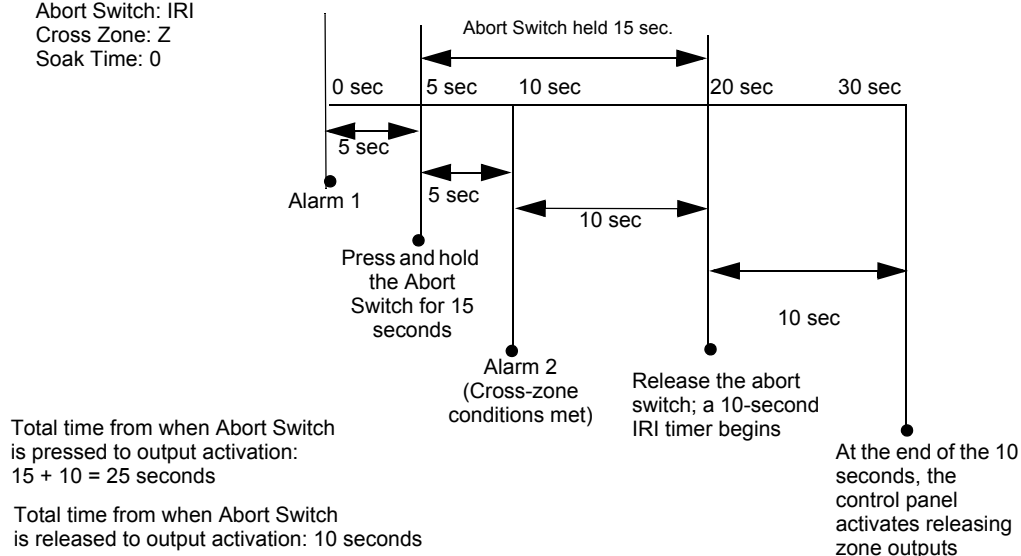 Abort Switch: IRI
Cross Zone: Z
Soak Time: 0
Abort Switch held 15 sec.
0 sec
5 sec
10 sec
20 sec
30 sec
5 sec
5 sec
10 sec
10 sec
Alarm 1
Press and hold
the Abort
Switch for 15
seconds
Alarm 2
(Cross-zone
conditions met)
Release the abort
switch; a 10-second
IRI timer begins
At the end of the 10
seconds, the
control panel
activates releasing
zone outputs
Total time from when Abort Switch
is pressed to output activation:
15 + 10 = 25 seconds
Total time from when Abort Switch
is released to output activation: 10 seconds